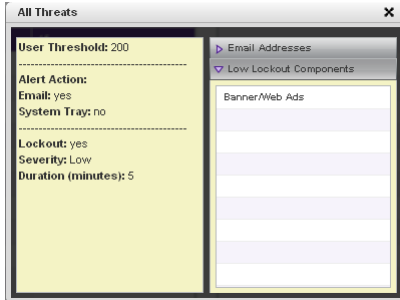 All Threats
User Threshold: 200
------------------------------------------
Alert Action:
Email: yes
System Tray: no
------------------------------------------
Lockout: yes
Severity: Low
Duration (minutes): 5
Email Addresses
Low Lockout Components
Banner/Web Ads